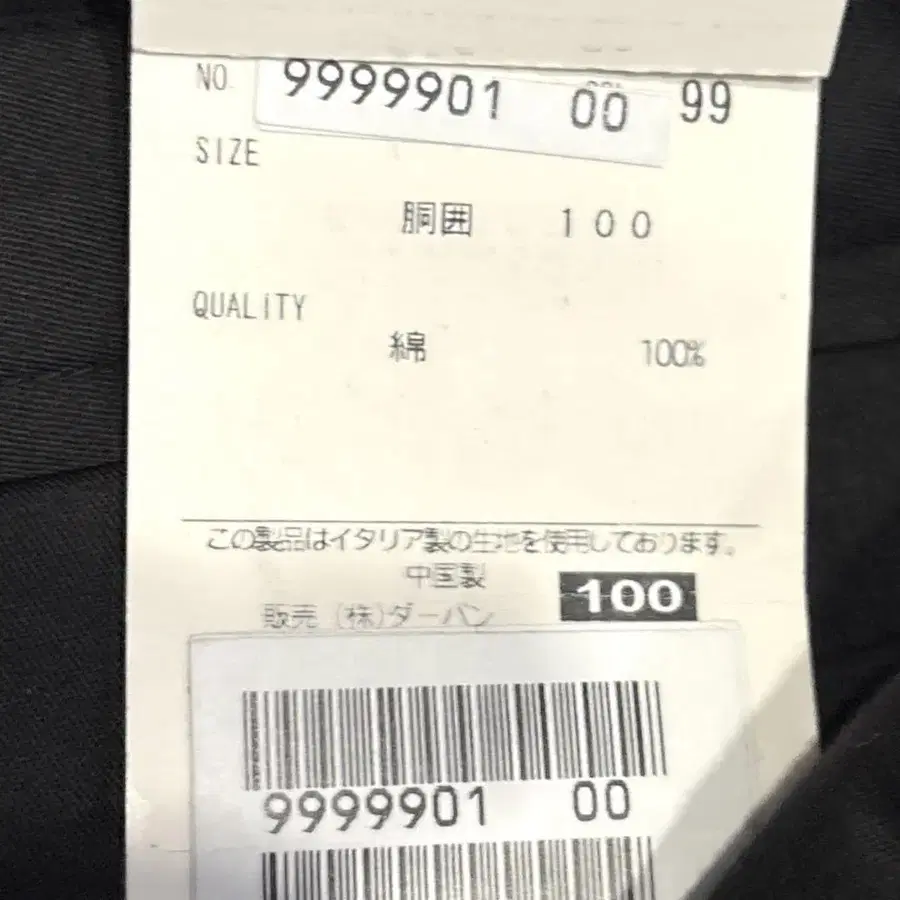 NO. 9999901 00 99
SIZE
胴囲 100
QUALITY
綿 100%
この製品はイタリア製の生地を使用しております。
中国製
100
販売 (株)ダーバン
9999901 00